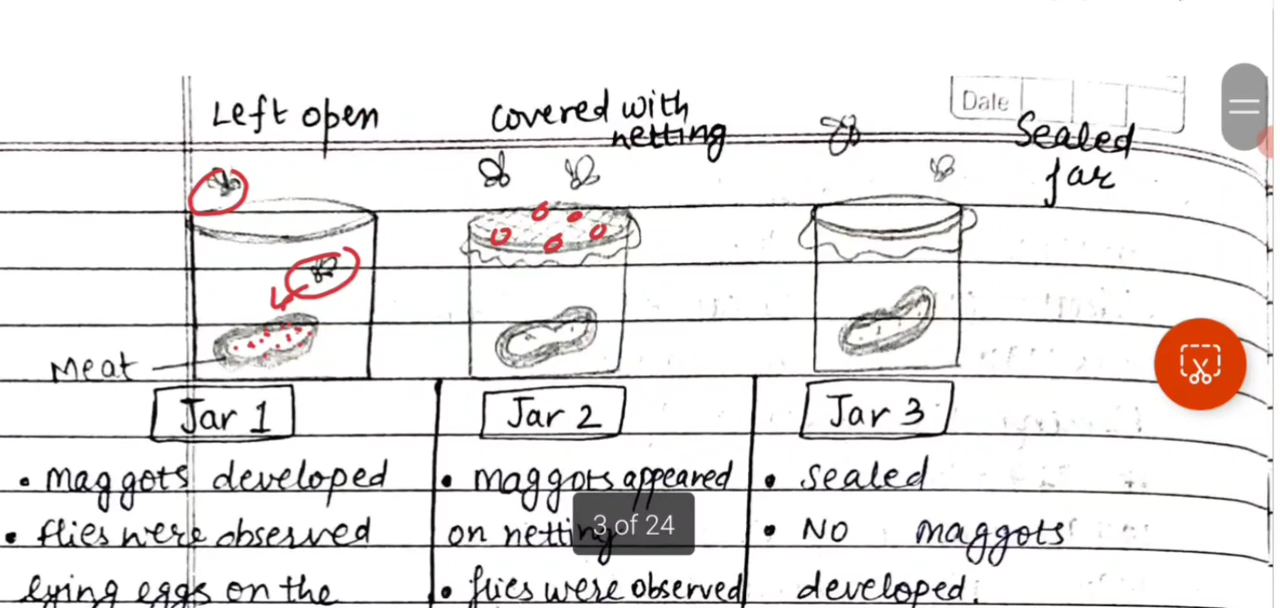 Date
Left open
covered with
netting
Sealed
Jar
Meat
Jar 1
Jar 2
Jar 3
• maggots developed
• flies were observed
lying eggs on the
• maggots appeared
on netting
• flies were observed
• sealed
• NO maggots
developed.
3 of 24